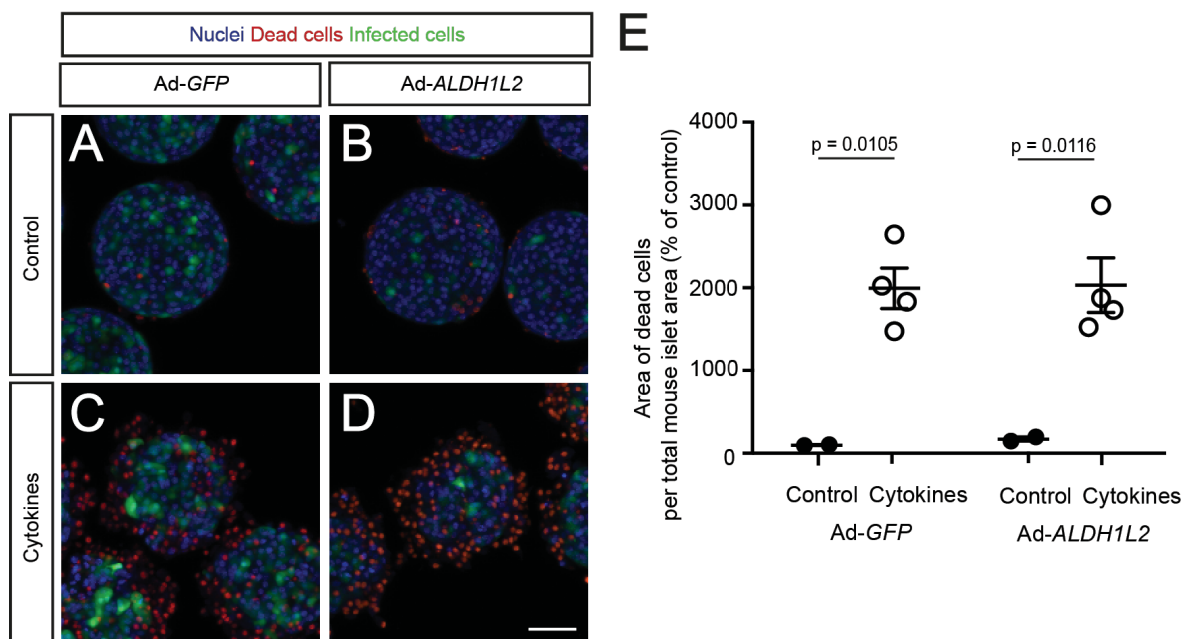 Nuclei Dead cells Infected cells
Ad-GFP
Ad-ALDH1L2
Control
Cytokines
A
B
C
D
E
Area of dead cells
per total mouse islet area (% of control)
4000
3000
2000
1000
0
p = 0.0105
p = 0.0116
Control Cytokines Control Cytokines
Ad-GFP Ad-ALDH1L2